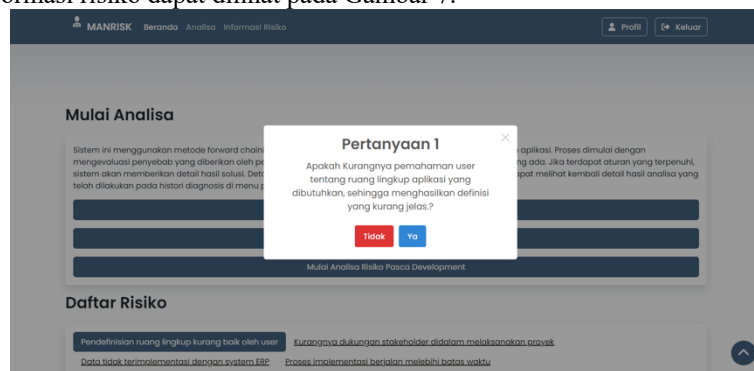 ormasi risiko dapat dilihat pada Gambar 7.
MANRISK Beranda Analisa Informasi Risiko Profil Keluar
Mulai Analisa
Sistem ini menggunakan metode forward chaini
mengevaluasi penyebab yang diberikan oleh pe
sistem akan memberikan detail hasil solusi. Deta
telah dilakukan pada histori diagnosis di menu p
aplikasi. Proses dimulai dengan
ng ada. Jika terdapat aturan yang terpenuhi,
pat melihat kembali detail hasil analisa yang
Pertanyaan 1
Apakah Kurangnya pemahaman user
tentang ruang lingkup aplikasi yang
dibutuhkan, sehingga menghasilkan definisi
yang kurang jelas.?
Tidak Ya
Mulai Analisa Risiko Pasca Development
Daftar Risiko
Pendefinisian ruang lingkup kurang baik oleh user Kurangnya dukungan stakeholder didalam melaksanakan proyek
Data tidak terimplementasi dengan system ERP Proses implementasi berjalan melebihi batas waktu